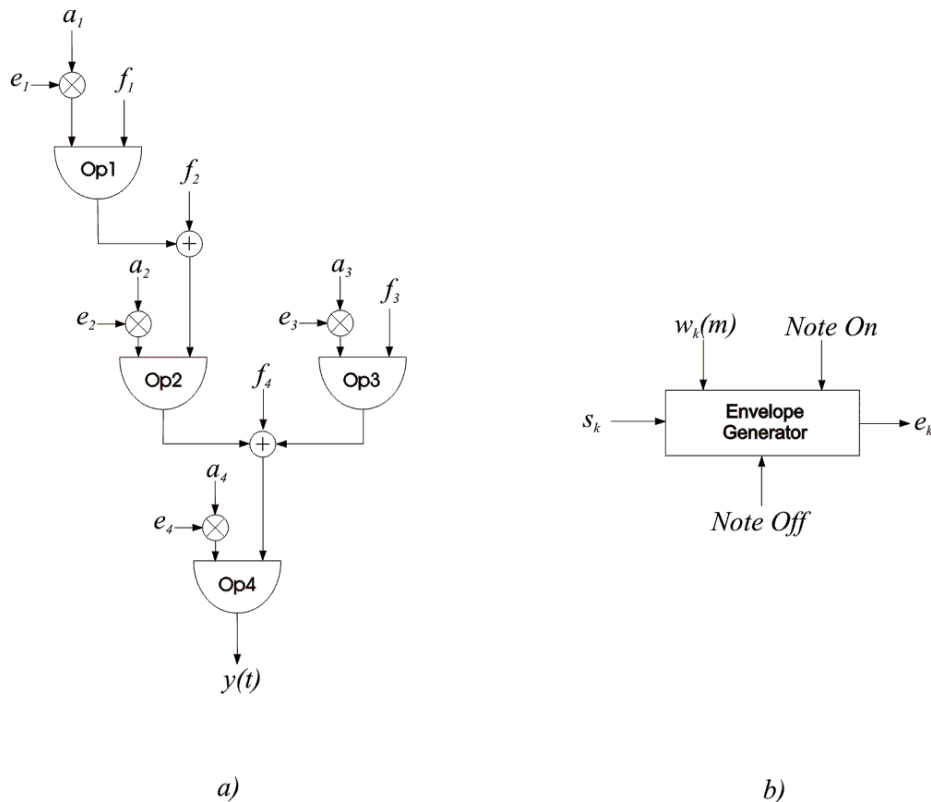 a₁
e₁
f₁
Op1
f₂
+
a₂
e₂
Op2
a₃
e₃
f₃
Op3
f₄
+
a₄
e₄
Op4
y(t)
a)
wₖ(m)
Note On
sₖ
Envelope
Generator
eₖ
Note Off
b)